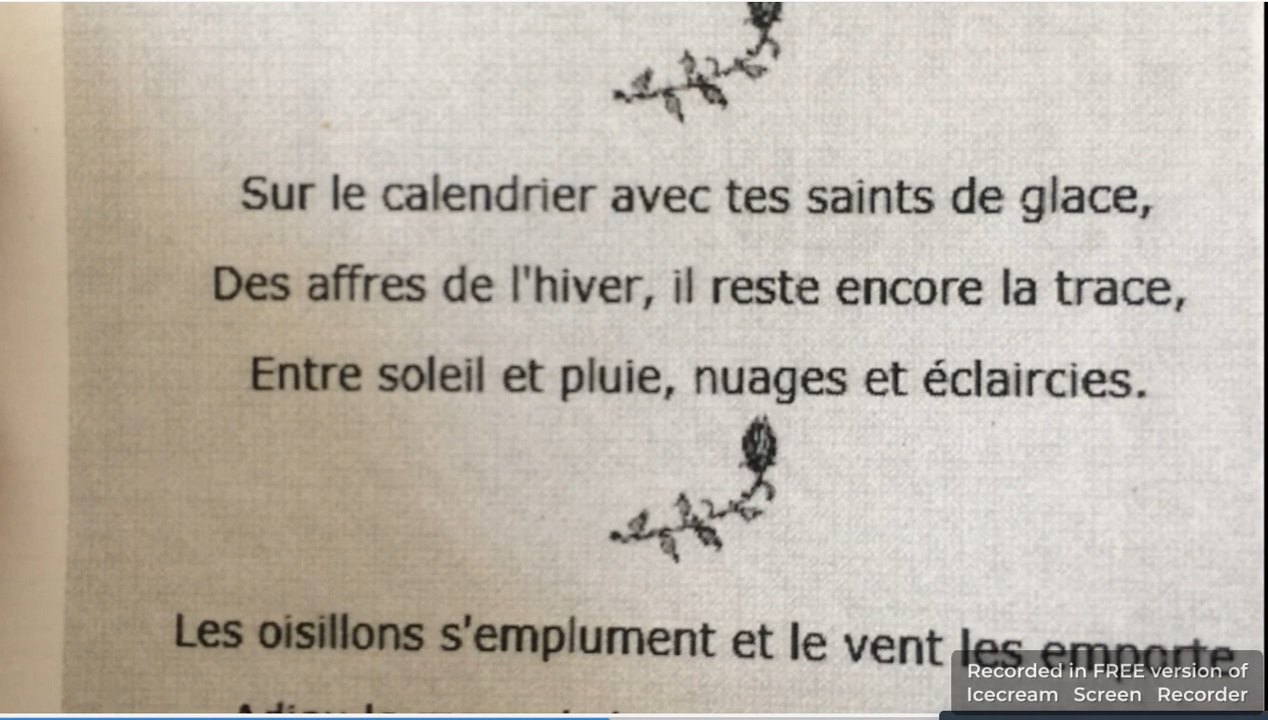 Sur le calendrier avec tes saints de glace,
Des affres de l'hiver, il reste encore la trace,
Entre soleil et pluie, nuages et éclaircies.
Les oisillons s'emplument et le vent les emporte
Recorded in FREE version of
Icecream Screen Recorder